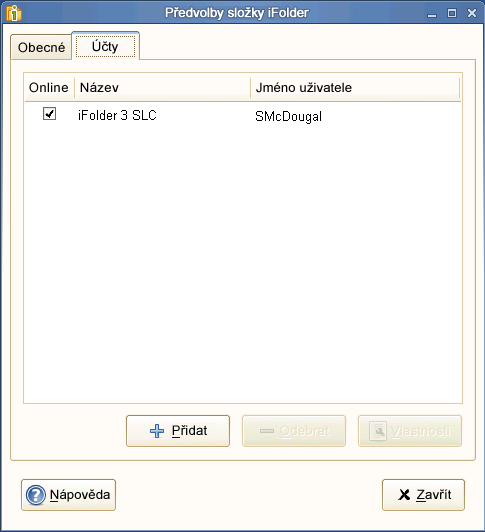 Předvolby složky iFolder
Obecné Účty
Online Název Jméno uživatele
iFolder 3 SLC SMcDougal
Přidat Odebrat Vlastnosti
Nápověda Zavřít